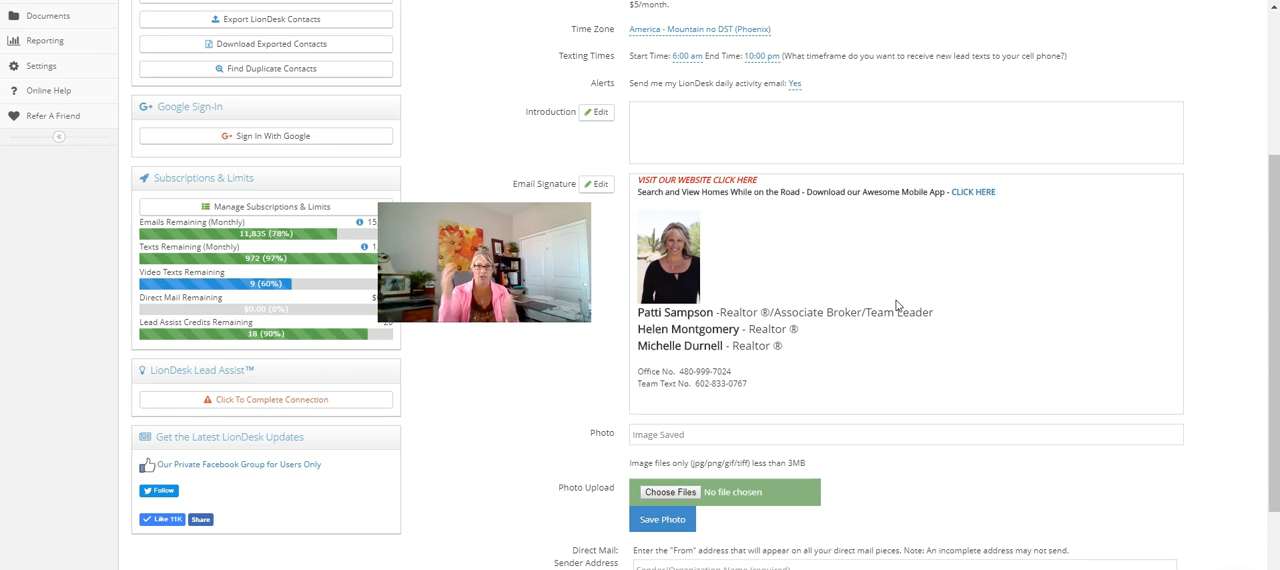 Documents
Reporting
Settings
Online Help
Refer A Friend
Export LionDesk Contacts
Download Exported Contacts
Find Duplicate Contacts
Google Sign-In
Sign In With Google
Subscriptions & Limits
Manage Subscriptions & Limits
Emails Remaining (Monthly)
11,835 (78%)
Texts Remaining (Monthly)
972 (97%)
Video Texts Remaining
9 (60%)
Direct Mail Remaining
$0.00 (0%)
Lead Assist Credits Remaining
18 (90%)
LionDesk Lead Assist™
Click To Complete Connection
Get the Latest LionDesk Updates
Our Private Facebook Group for Users Only
Follow
Like 11K Share
$5/month.
Time Zone America - Mountain no DST (Phoenix)
Texting Times Start Time: 6:00 am End Time: 10:00 pm (What timeframe do you want to receive new lead texts to your cell phone?)
Alerts Send me my LionDesk daily activity email: Yes
Introduction Edit
Email Signature Edit
VISIT OUR WEBSITE CLICK HERE
Search and View Homes While on the Road - Download our Awesome Mobile App - CLICK HERE
Patti Sampson -Realtor ®/Associate Broker/Team Leader
Helen Montgomery - Realtor ®
Michelle Durnell - Realtor ®
Office No. 480-999-7024
Team Text No. 602-833-0767
Photo Image Saved
Image files only (jpg/png/gif/tiff) less than 3MB
Photo Upload Choose Files No file chosen
Save Photo
Direct Mail: Enter the "From" address that will appear on all your direct mail pieces. Note: An incomplete address may not send.
Sender Address Sender/Organization Name (required)